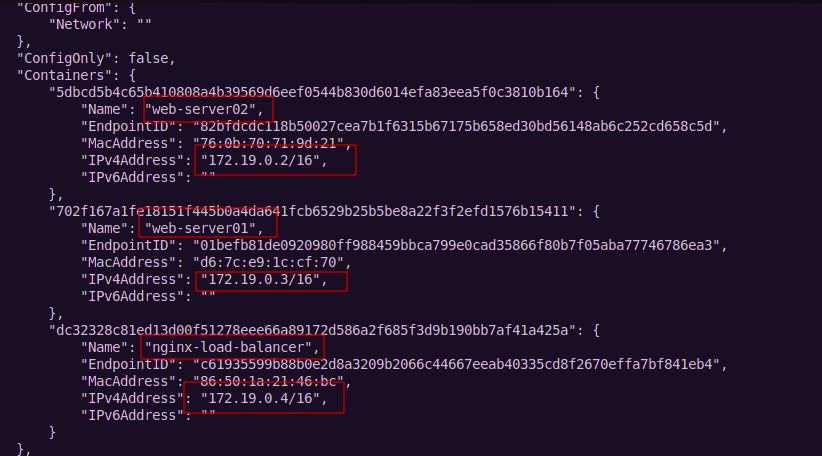 "ConfigFrom": {
"Network": ""
},
"ConfigOnly": false,
"Containers": {
"5dbcd5b4c65b410808a4b39569d6eef0544b830d6014efa83eea5f0c3810b164": {
"Name": "web-server02",
"EndpointID": "82bfdcdc118b50027cea7b1f6315b67175b658ed30bd56148ab6c252cd658c5d",
"MacAddress": "76:0b:70:71:9d:21",
"IPv4Address": "172.19.0.2/16",
"IPv6Address": ""
},
"702f167a1fe18151f445b0a4da641fcb6529b25b5be8a22f3f2efd1576b15411": {
"Name": "web-server01",
"EndpointID": "01befb81de0920980ff988459bbca799e0cad35866f80b7f05aba77746786ea3",
"MacAddress": "d6:7c:e9:1c:cf:70",
"IPv4Address": "172.19.0.3/16",
"IPv6Address": ""
},
"dc32328c81ed13d00f51278eee66a89172d586a2f685f3d9b190bb7af41a425a": {
"Name": "nginx-load-balancer",
"EndpointID": "c61935599b88b0e2d8a3209b2066c44667eeab40335cd8f2670effa7bf841eb4",
"MacAddress": "86:50:1a:21:46:bc",
"IPv4Address": "172.19.0.4/16",
"IPv6Address": ""
}
},